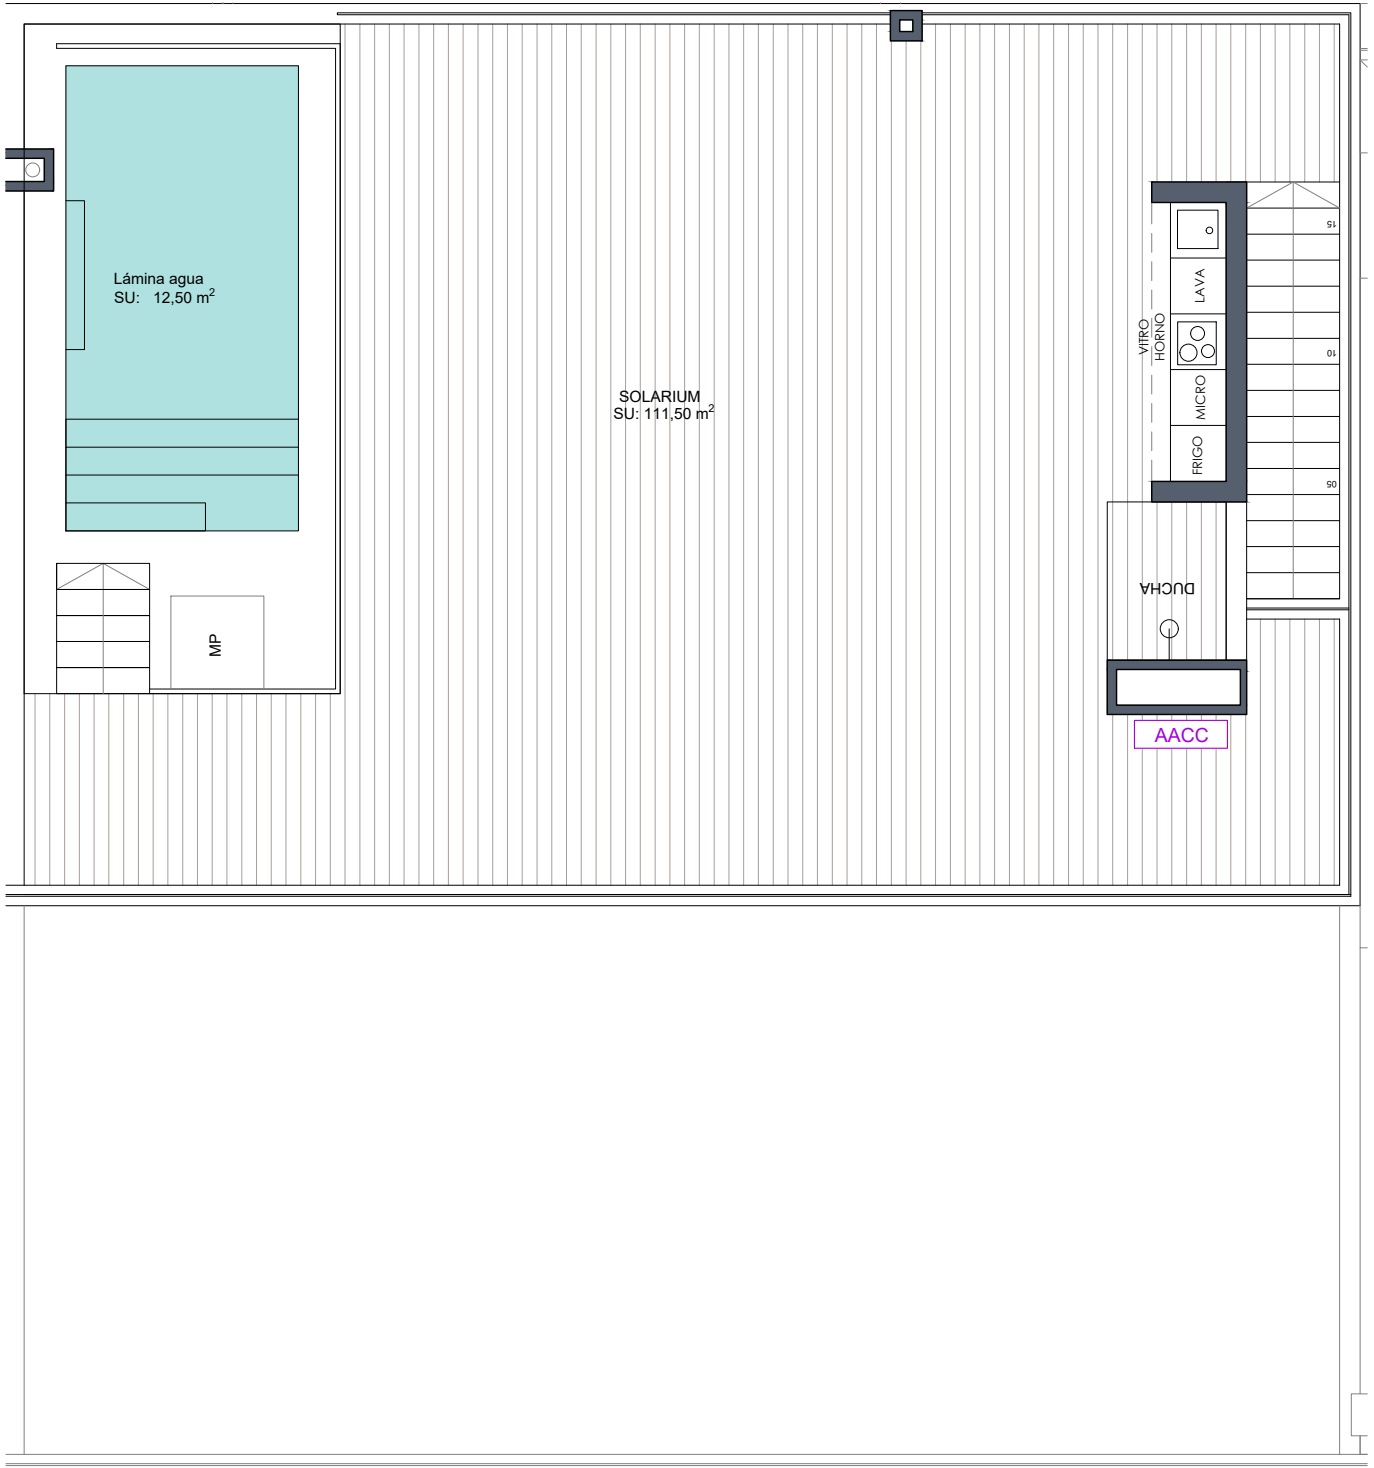 Lámina agua
SU: 12,50 m²
SOLARIUM
SU: 111,50 m²
VITRO
HORNO
LAVA
MICRO
FRIGO
15
10
05
DUCHA
MP
AACC